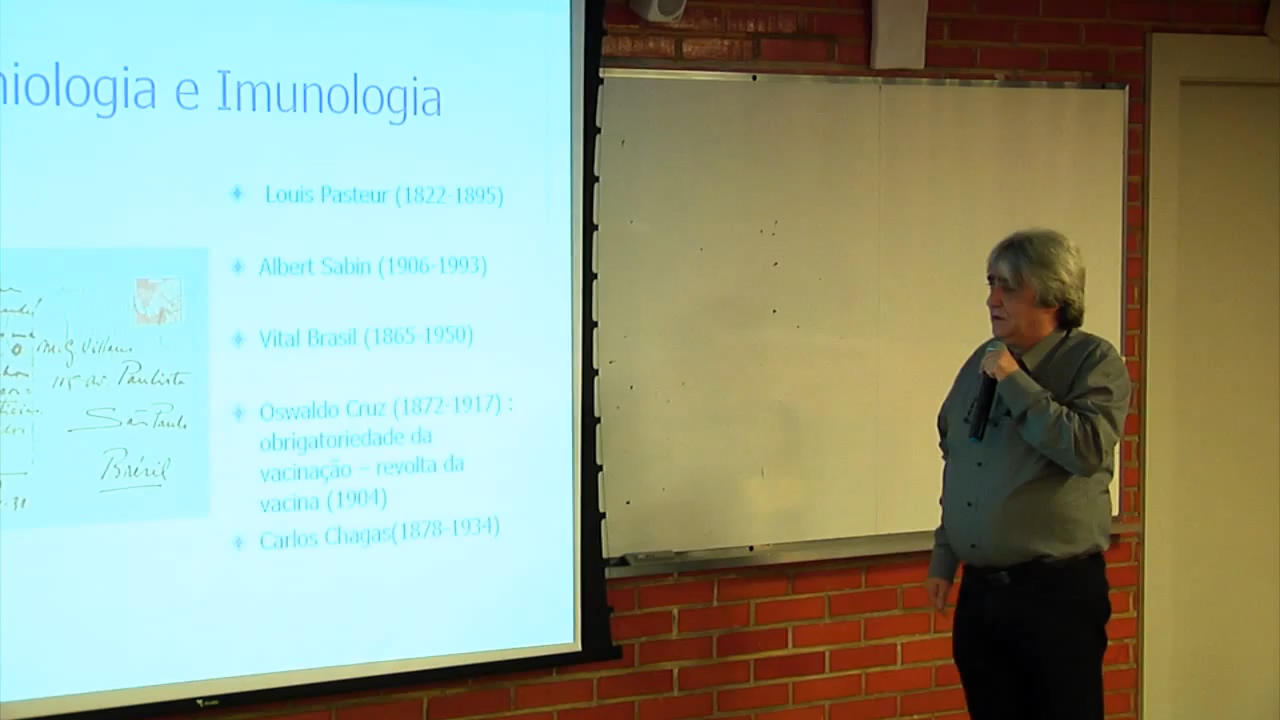 niologia e Imunologia
Louis Pasteur (1822-1895)
Albert Sabin (1906-1993)
Vital Brasil (1865-1950)
Oswaldo Cruz (1872-1917) :
obrigatoriedade da
vacinação – revolta da
vacina (1904)
Carlos Chagas(1878-1934)
Paulista
São Paulo
Brésil